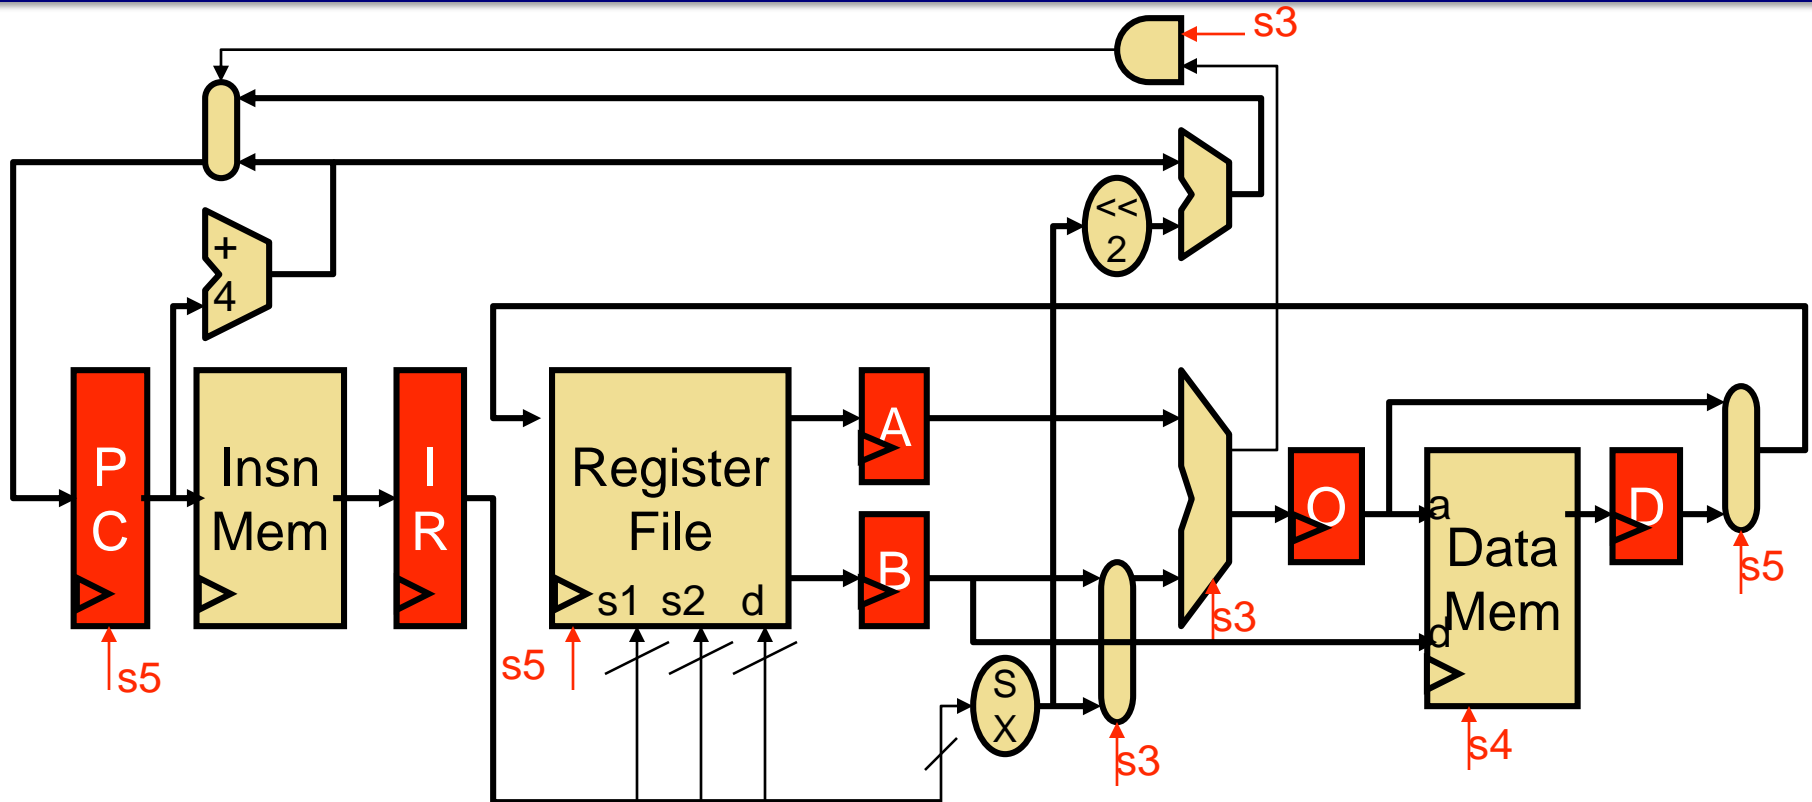 s3
<<
2
+
4
P
C
Insn
Mem
I
R
Register
File
s1 s2 d
A
B
O
a
Data
Mem
d
D
S
X
s5
s5
s3
s3
s4
s5